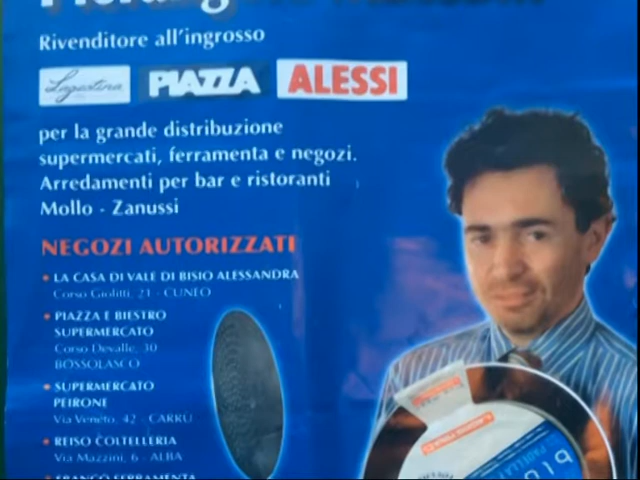 Rivenditore all'ingrosso
Lagostina PIAZZA ALESSI
per la grande distribuzione
supermercati, ferramenta e negozi.
Arredamenti per bar e ristoranti
Mollo - Zanussi
NEGOZI AUTORIZZATI
• LA CASA DI VALE DI BISIO ALESSANDRA
Corso Giolitti, 21 - CUNEO
• PIAZZA E BIESTRO
SUPERMERCATO
Corso Devalle, 30
BOSSOLASCO
• SUPERMERCATO
PEIRONE
Via Veneto, 42 - CARRÙ
• REISO COLTELLERIA
Via Mazzini, 6 - ALBA
FRANCO FERRAMENTA